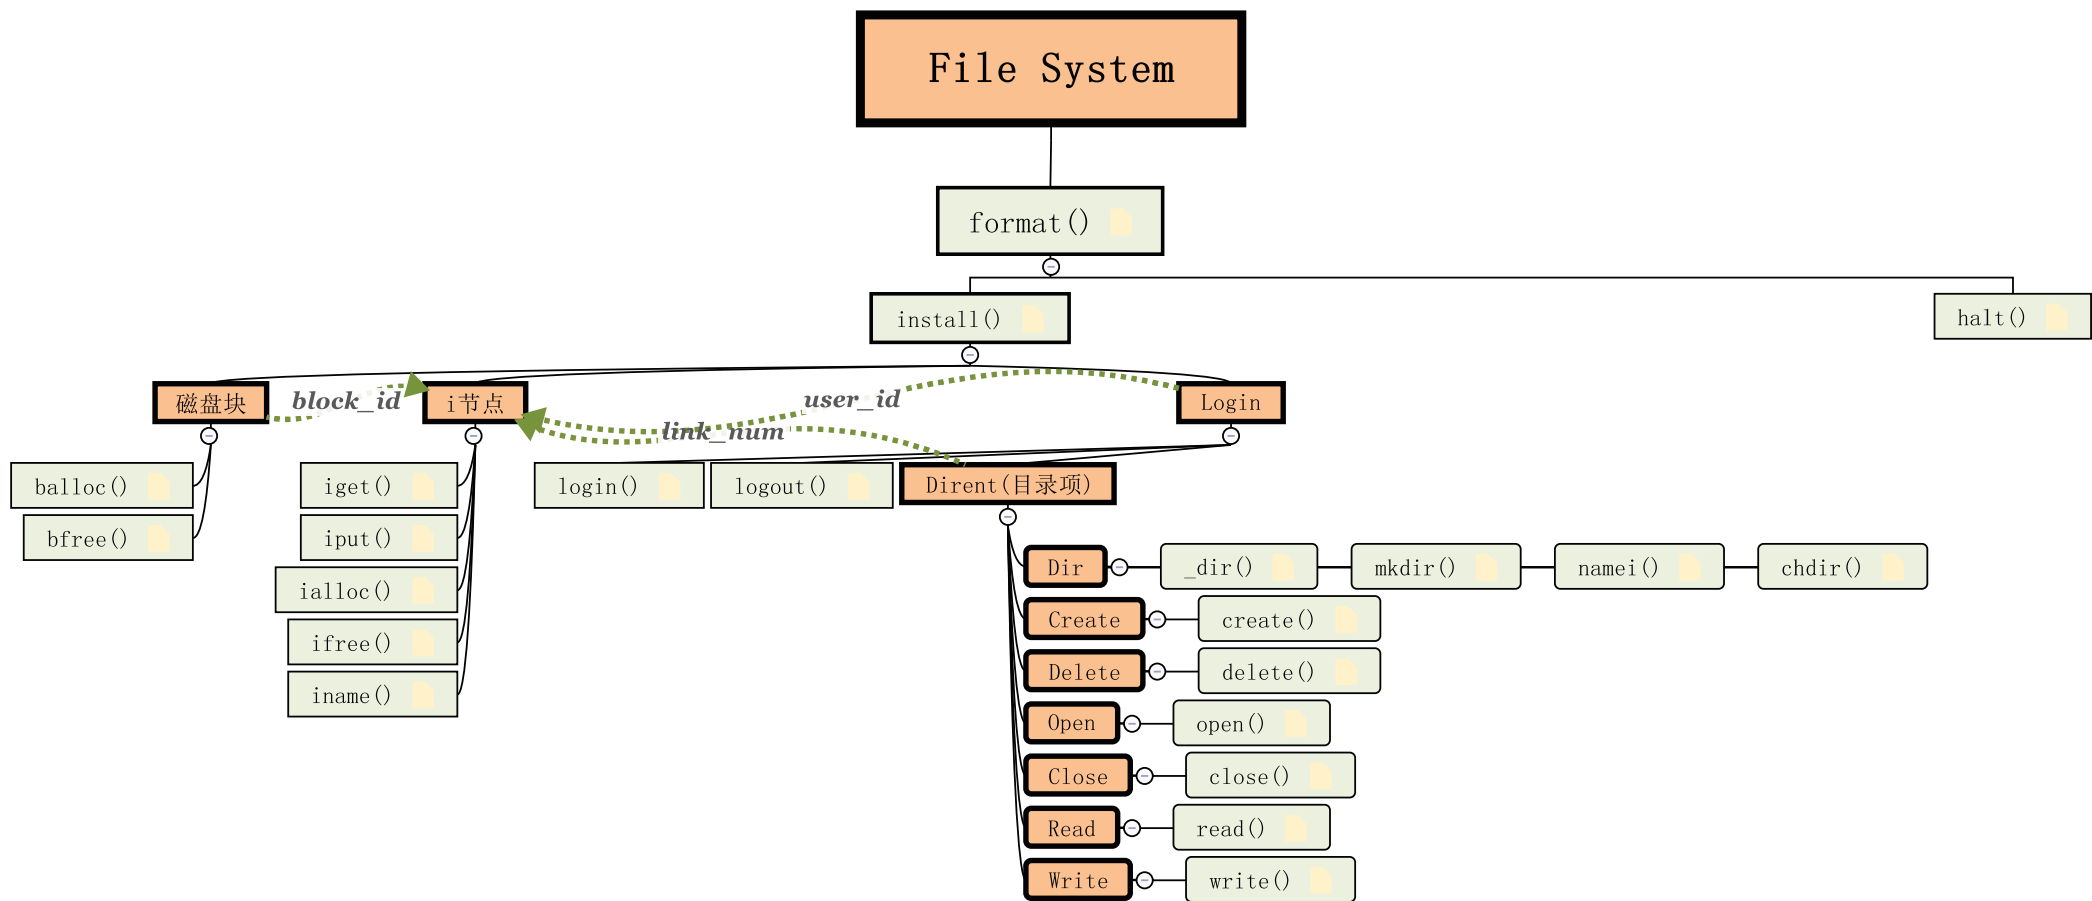 File System
format()
install()
halt()
磁盘块
block_id
i节点
user_id
Login
link_num
balloc()
bfree()
iget()
iput()
ialloc()
ifree()
iname()
login()
logout()
Dirent(目录项)
Dir
_dir()
mkdir()
namei()
chdir()
Create
create()
Delete
delete()
Open
open()
Close
close()
Read
read()
Write
write()